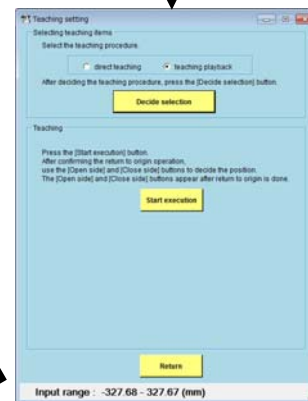 Teaching setting
Selecting teaching items
Select the teaching procedure.
direct teaching teaching playback
After deciding the teaching procedure, press the [Decide selection] button.
Decide selection
Teaching
Press the [Start execution] button.
After confirming the return to origin operation,
use the [Open side] and [Close side] buttons to decide the position.
The [Open side] and [Close side] buttons appear after return to origin is done.
Start execution
Return
Input range : -327.68 - 327.67 (mm)